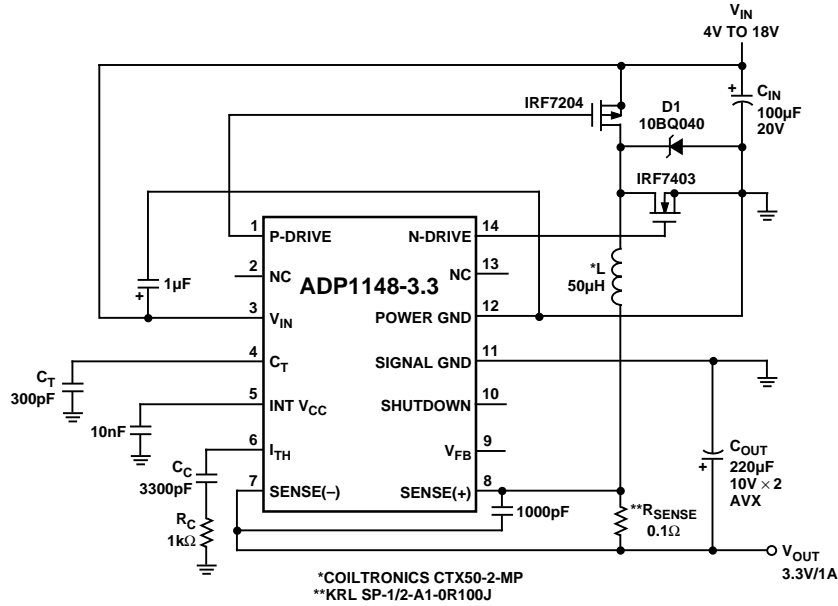 V_IN
4V TO 18V
IRF7204
D1
10BQ040
+
C_IN
100µF
20V
IRF7403
1
P-DRIVE
N-DRIVE
14
2
NC
NC
13
ADP1148-3.3
*L
50µH
1µF
+
3
V_IN
POWER GND
12
4
C_T
SIGNAL GND
11
C_T
300pF
5
INT V_CC
SHUTDOWN
10
10nF
6
I_TH
V_FB
9
C_C
3300pF
7
SENSE(–)
SENSE(+)
8
1000pF
R_C
1kΩ
**R_SENSE
0.1Ω
+
C_OUT
220µF
10V × 2
AVX
V_OUT
3.3V/1A
*COILTRONICS CTX50-2-MP
**KRL SP-1/2-A1-0R100J